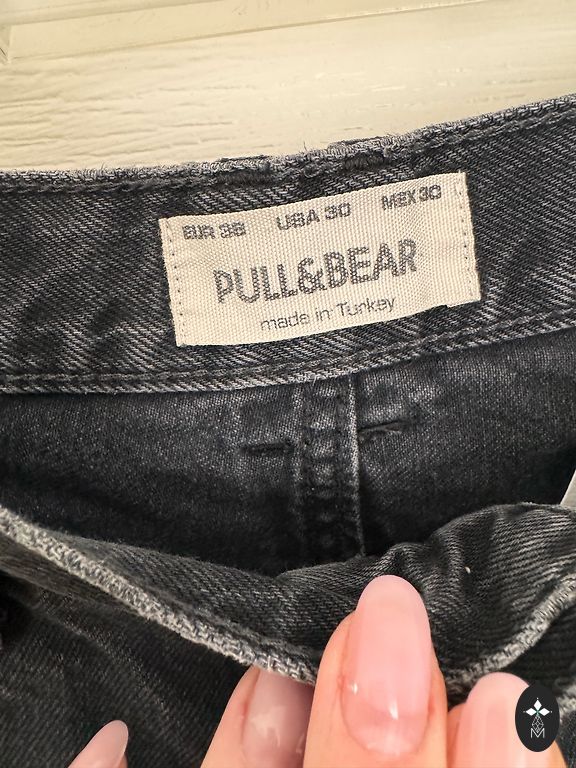 EUR 38 USA 30 MEX 30
PULL&BEAR
made in Turkey
M